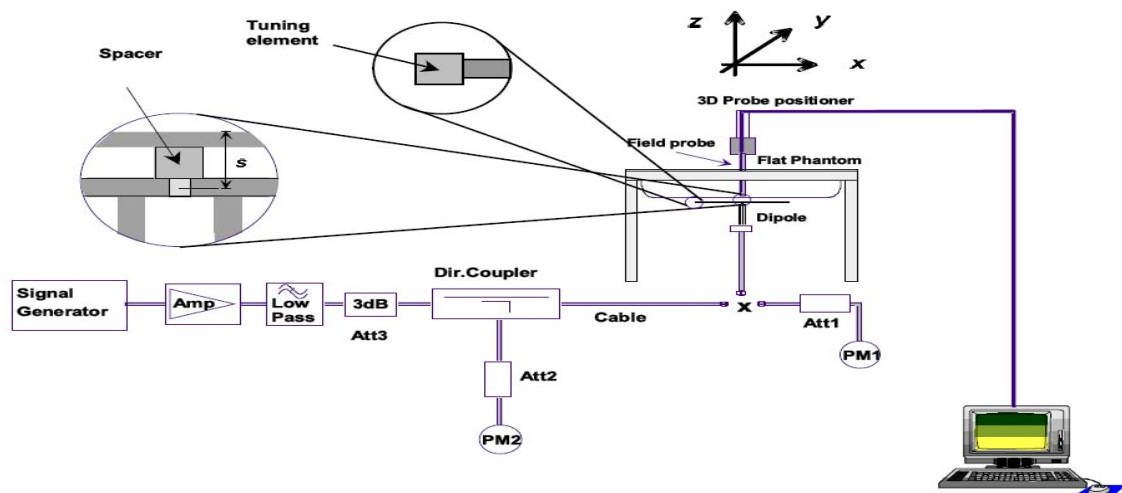 Tuning
element
Spacer
s
z
y
x
3D Probe positioner
Field probe
Flat Phantom
Dipole
Dir.Coupler
Signal
Generator
Amp
Low
Pass
3dB
Att3
Cable
x
Att1
PM1
Att2
PM2